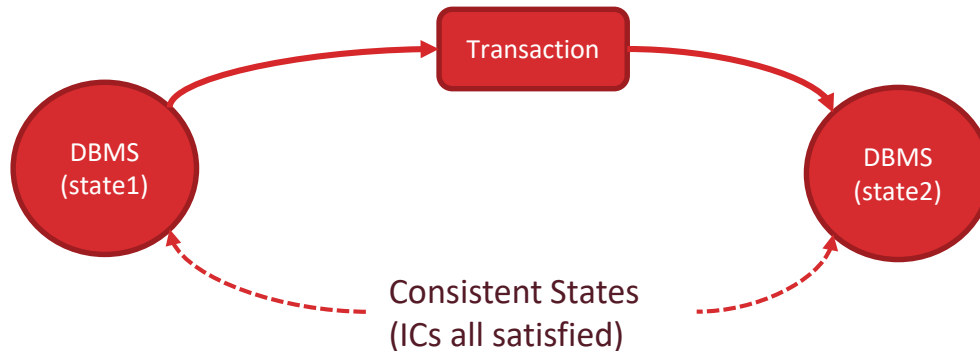 Transaction
DBMS
(state1)
DBMS
(state2)
Consistent States
(ICs all satisfied)